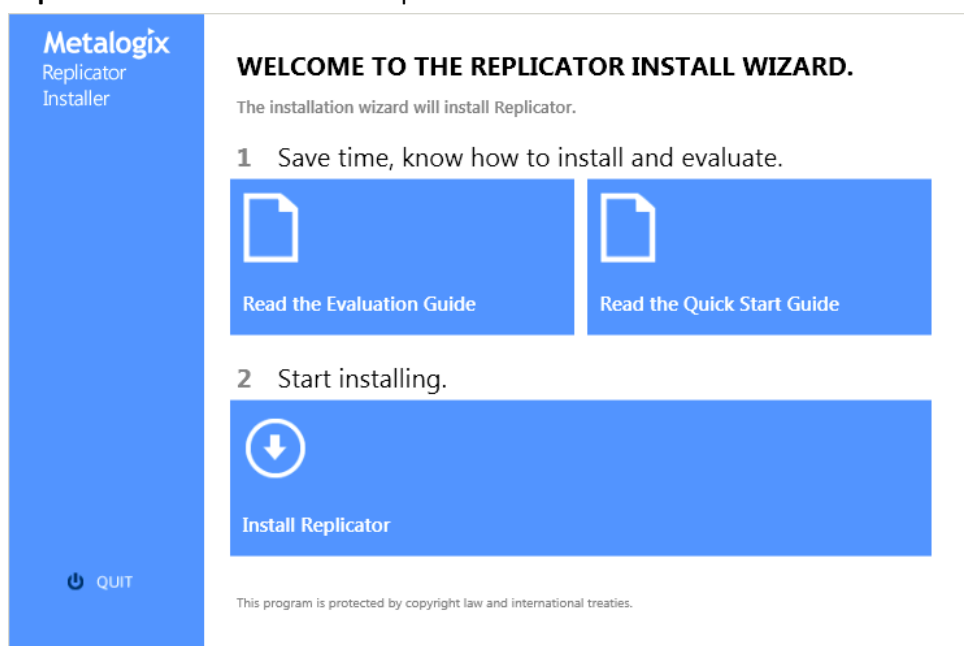 Metalogix
Replicator
Installer
WELCOME TO THE REPLICATOR INSTALL WIZARD.
The installation wizard will install Replicator.
1 Save time, know how to install and evaluate.
Read the Evaluation Guide
Read the Quick Start Guide
2 Start installing.
Install Replicator
QUIT
This program is protected by copyright law and international treaties.